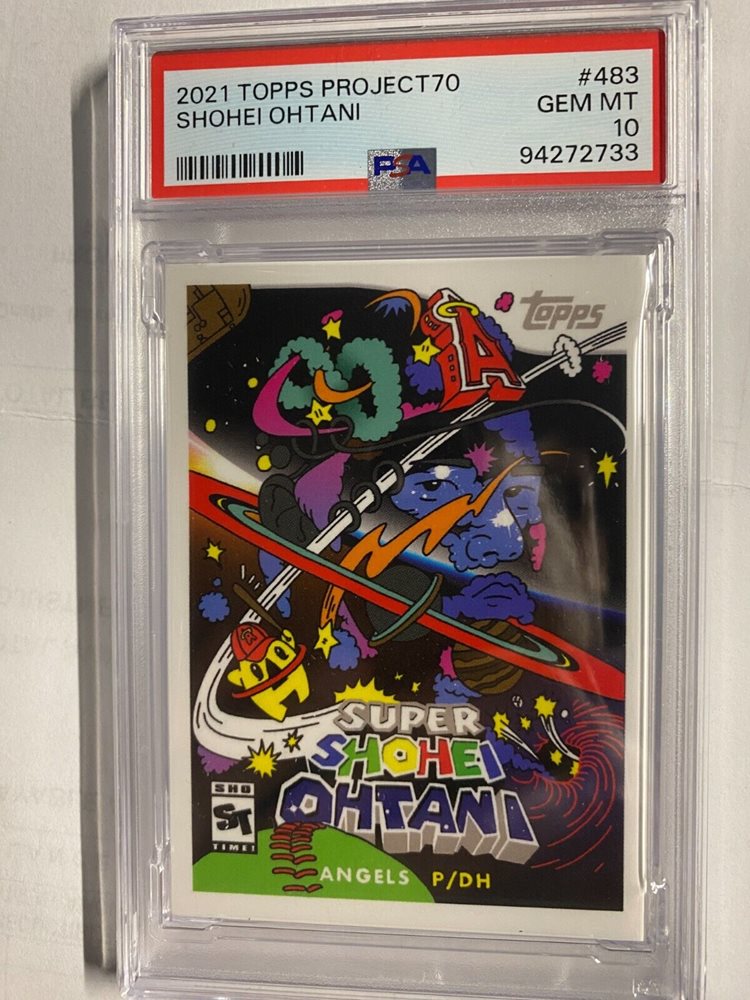 2021 TOPPS PROJECT70 #483
SHOHEI OHTANI GEM MT
10
PSA 94272733
topps
A
SUPER
SHOHEI
OHTANI
SHO
ST
TIME!
ANGELS P/DH